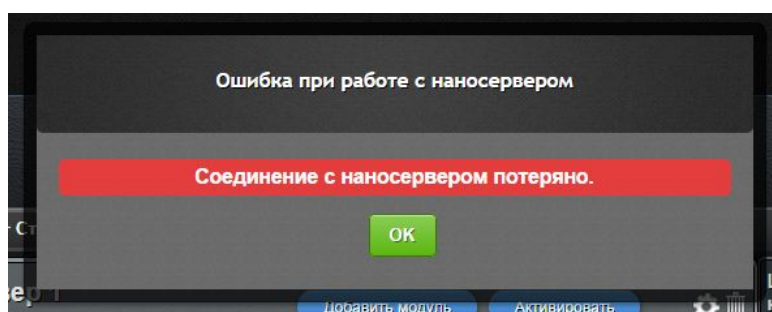 Ошибка при работе с наносервером
Соединение с наносервером потеряно.
OK
Добавить модуль Активировать